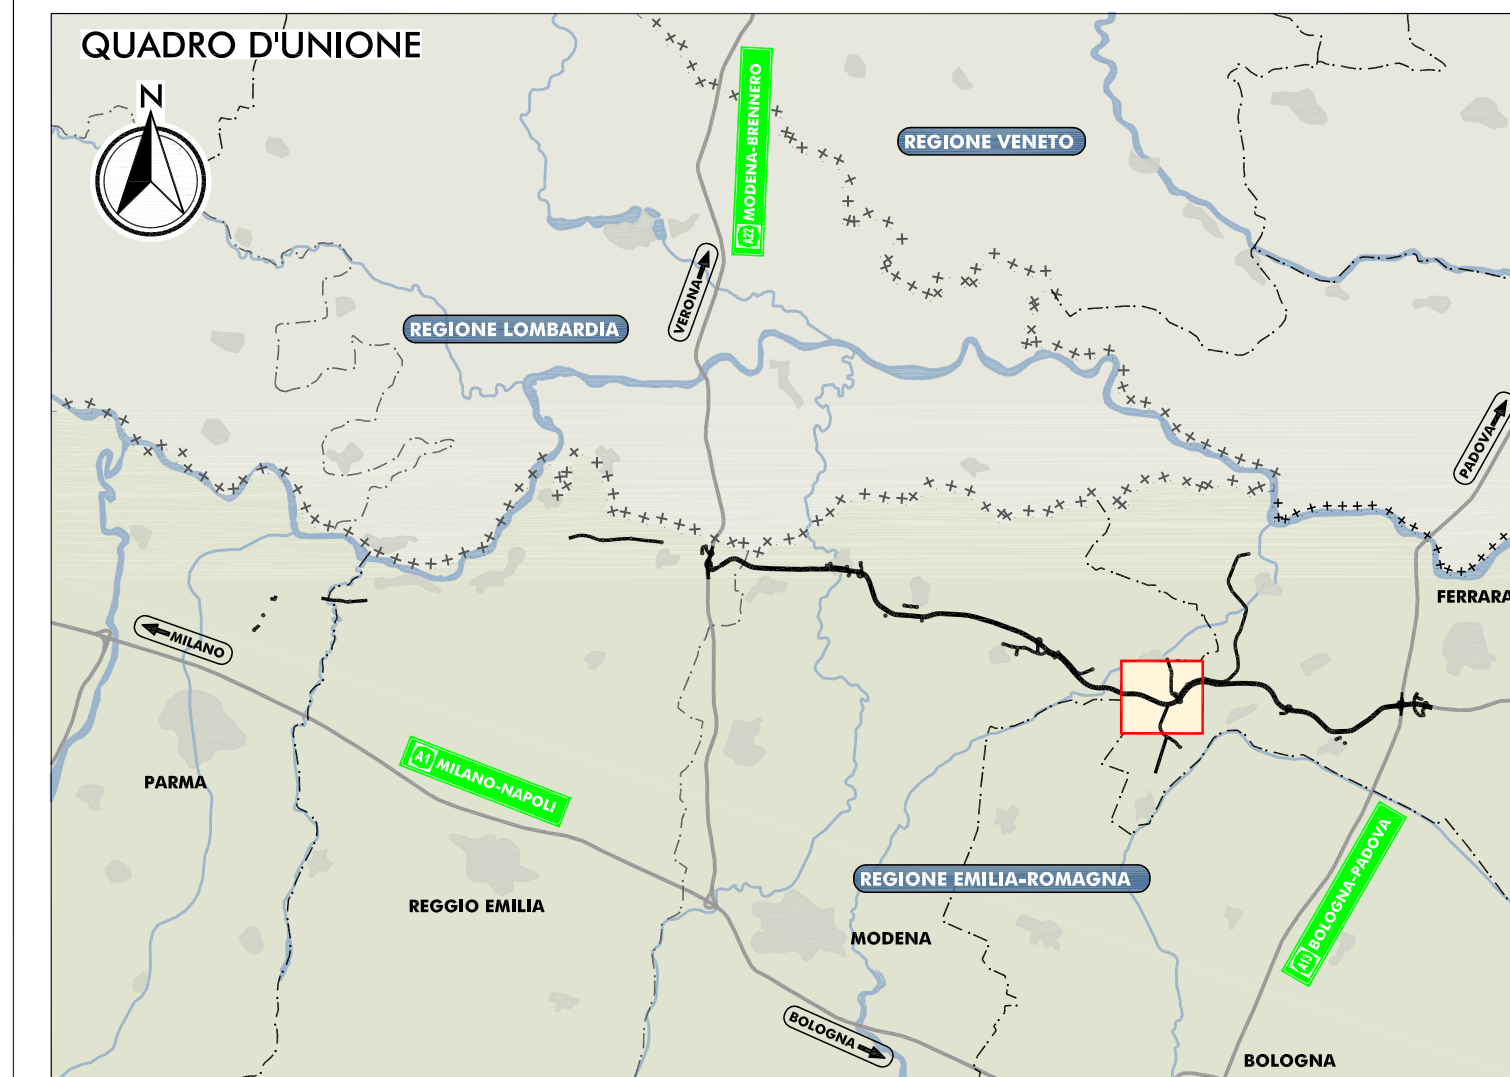 QUADRO D'UNIONE
N
A22 MODENA-BRENNERO
REGIONE VENETO
VERONA
REGIONE LOMBARDIA
PADOVA
FERRARA
MILANO
PARMA
A1 MILANO-NAPOLI
REGIONE EMILIA-ROMAGNA
A13 BOLOGNA-PADOVA
REGGIO EMILIA
MODENA
BOLOGNA
BOLOGNA